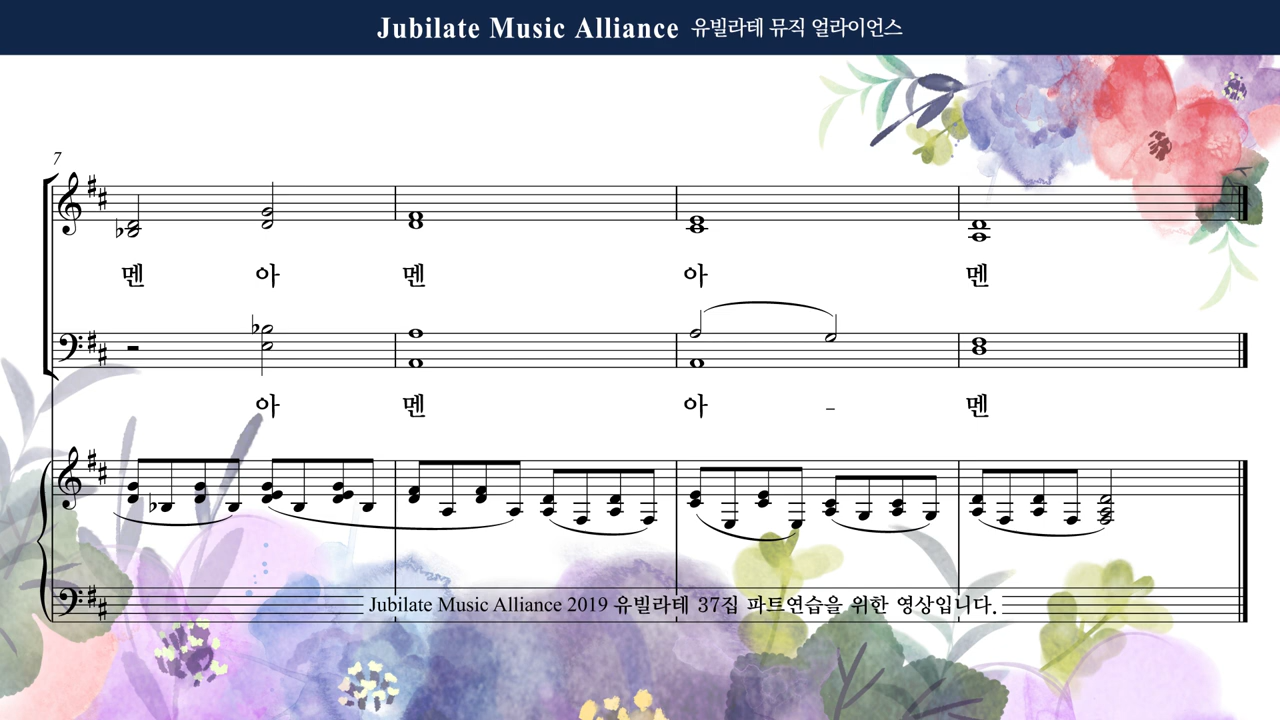 Jubilate Music Alliance 유빌라테 뮤직 얼라이언스
7
멘 아 멘 아 멘
아 멘 아 - 멘
Jubilate Music Alliance 2019 유빌라테 37집 파트연습을 위한 영상입니다.